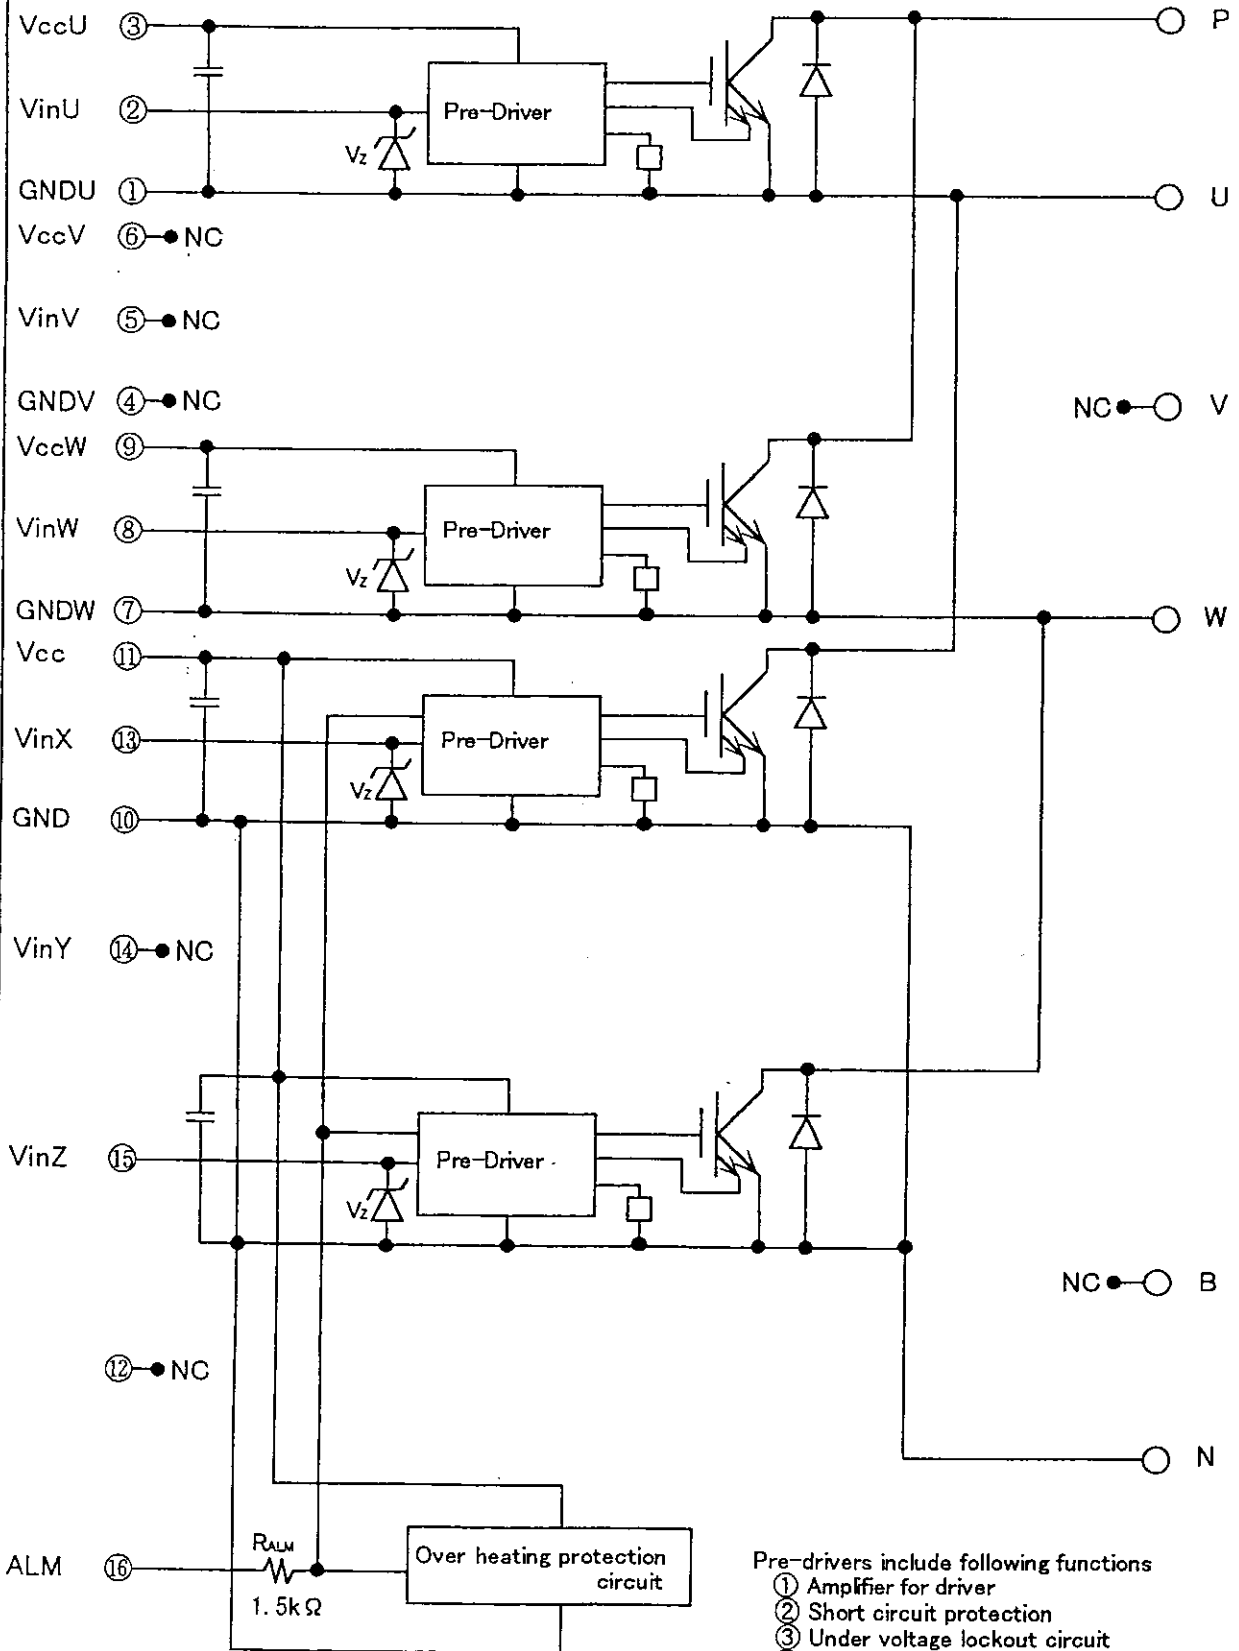 VccU ③ P
VinU ② Pre-Driver
Vz
GNDU ① U
VccV ⑥ NC
VinV ⑤ NC
GNDV ④ NC NC V
VccW ⑨
VinW ⑧ Pre-Driver
Vz
GNDW ⑦ W
Vcc ⑪
VinX ⑬ Pre-Driver
Vz
GND ⑩
VinY ⑭ NC
VinZ ⑮ Pre-Driver
Vz
NC B
⑫ NC
N
RALM
ALM ⑯ Over heating protection
circuit
1.5kΩ
Pre-drivers include following functions
① Amplifier for driver
② Short circuit protection
③ Under voltage lockout circuit